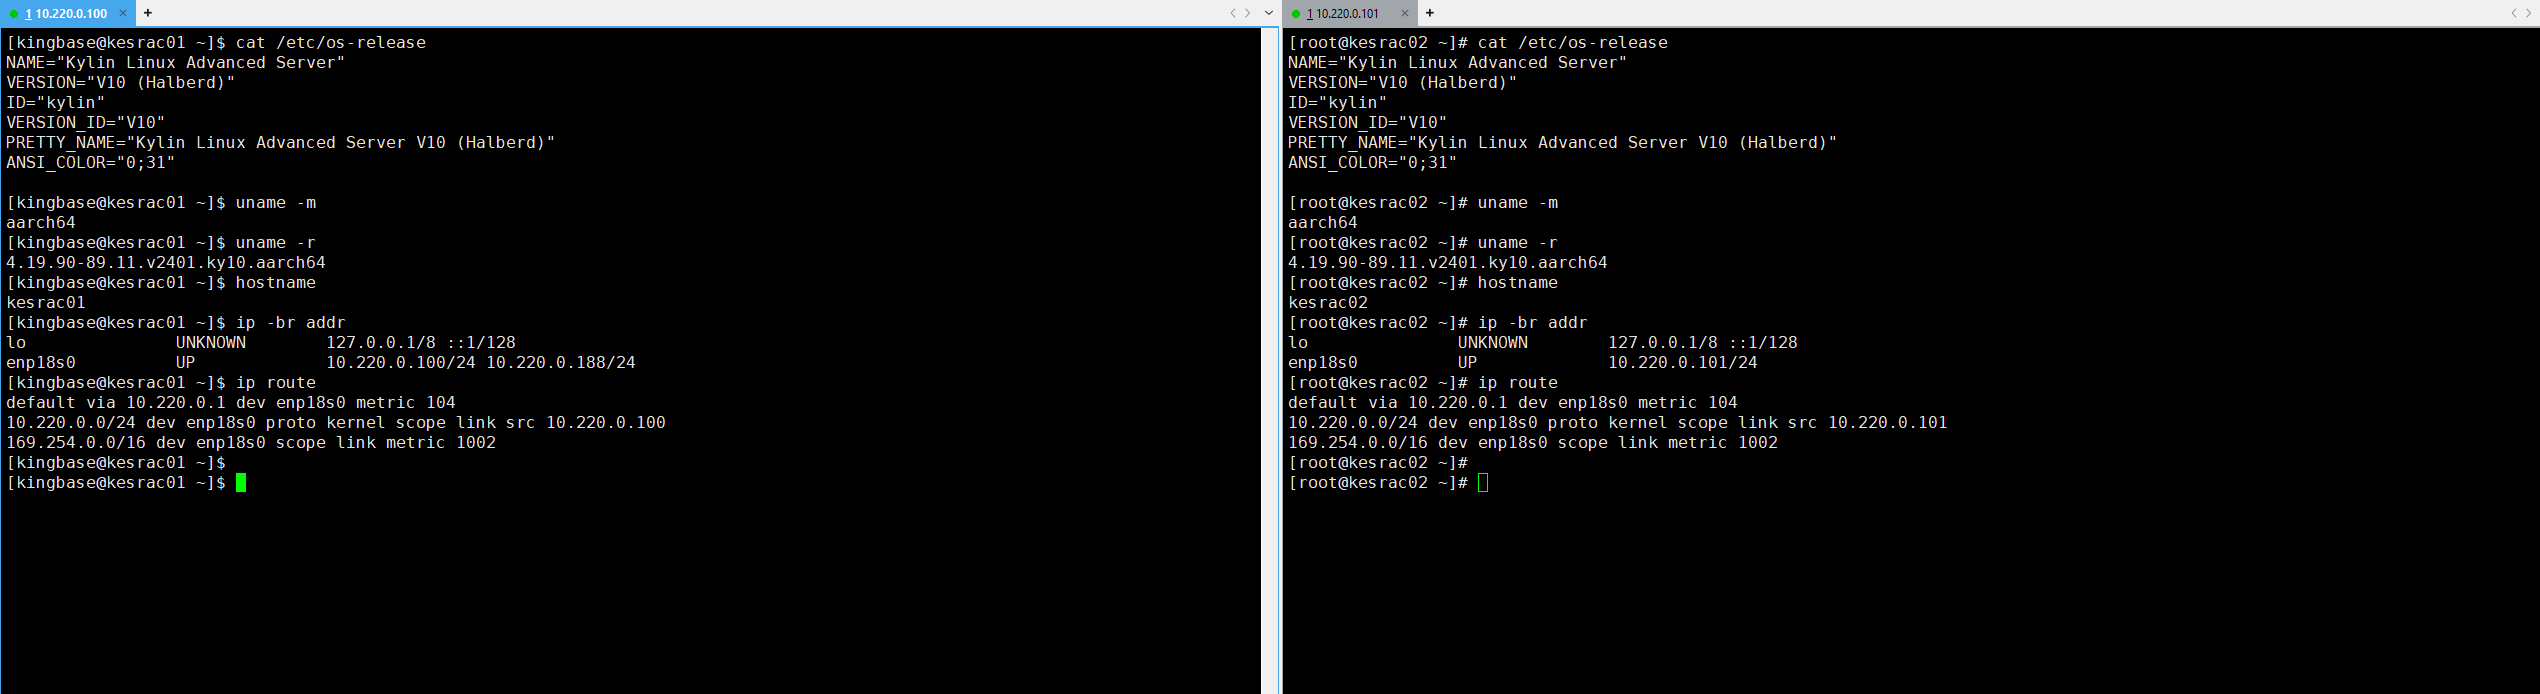 1 10.220.0.100 × +
[kingbase@kesrac01 ~]$ cat /etc/os-release
NAME="Kylin Linux Advanced Server"
VERSION="V10 (Halberd)"
ID="kylin"
VERSION_ID="V10"
PRETTY_NAME="Kylin Linux Advanced Server V10 (Halberd)"
ANSI_COLOR="0;31"

[kingbase@kesrac01 ~]$ uname -m
aarch64
[kingbase@kesrac01 ~]$ uname -r
4.19.90-89.11.v2401.ky10.aarch64
[kingbase@kesrac01 ~]$ hostname
kesrac01
[kingbase@kesrac01 ~]$ ip -br addr
lo               UNKNOWN        127.0.0.1/8 ::1/128
enp18s0          UP             10.220.0.100/24 10.220.0.188/24
[kingbase@kesrac01 ~]$ ip route
default via 10.220.0.1 dev enp18s0 metric 104
10.220.0.0/24 dev enp18s0 proto kernel scope link src 10.220.0.100
169.254.0.0/16 dev enp18s0 scope link metric 1002
[kingbase@kesrac01 ~]$
[kingbase@kesrac01 ~]$
1 10.220.0.101 × +
[root@kesrac02 ~]# cat /etc/os-release
NAME="Kylin Linux Advanced Server"
VERSION="V10 (Halberd)"
ID="kylin"
VERSION_ID="V10"
PRETTY_NAME="Kylin Linux Advanced Server V10 (Halberd)"
ANSI_COLOR="0;31"

[root@kesrac02 ~]# uname -m
aarch64
[root@kesrac02 ~]# uname -r
4.19.90-89.11.v2401.ky10.aarch64
[root@kesrac02 ~]# hostname
kesrac02
[root@kesrac02 ~]# ip -br addr
lo               UNKNOWN        127.0.0.1/8 ::1/128
enp18s0          UP             10.220.0.101/24
[root@kesrac02 ~]# ip route
default via 10.220.0.1 dev enp18s0 metric 104
10.220.0.0/24 dev enp18s0 proto kernel scope link src 10.220.0.101
169.254.0.0/16 dev enp18s0 scope link metric 1002
[root@kesrac02 ~]#
[root@kesrac02 ~]#